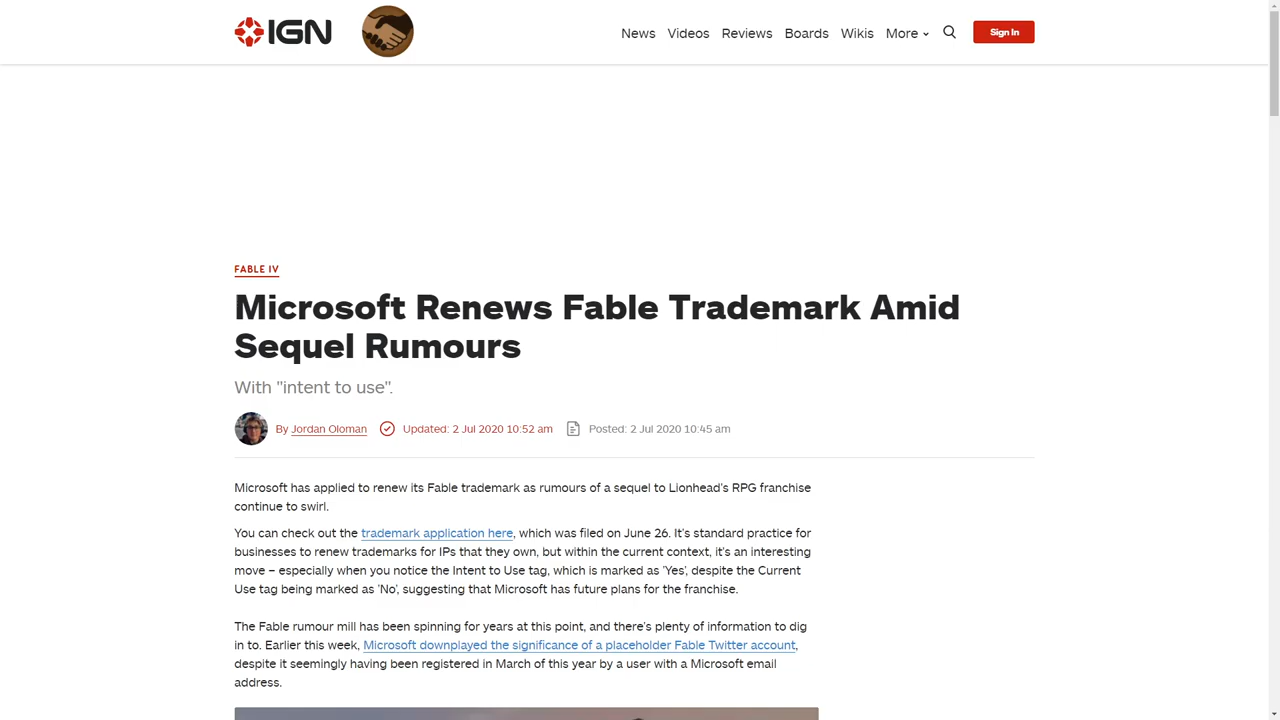 IGN
News Videos Reviews Boards Wikis More Sign In
FABLE IV
Microsoft Renews Fable Trademark Amid
Sequel Rumours
With "intent to use".
By Jordan Oloman Updated: 2 Jul 2020 10:52 am Posted: 2 Jul 2020 10:45 am
Microsoft has applied to renew its Fable trademark as rumours of a sequel to Lionhead's RPG franchise
continue to swirl.
You can check out the trademark application here, which was filed on June 26. It's standard practice for
businesses to renew trademarks for IPs that they own, but within the current context, it's an interesting
move – especially when you notice the Intent to Use tag, which is marked as 'Yes', despite the Current
Use tag being marked as 'No', suggesting that Microsoft has future plans for the franchise.
The Fable rumour mill has been spinning for years at this point, and there's plenty of information to dig
in to. Earlier this week, Microsoft downplayed the significance of a placeholder Fable Twitter account,
despite it seemingly having been registered in March of this year by a user with a Microsoft email
address.